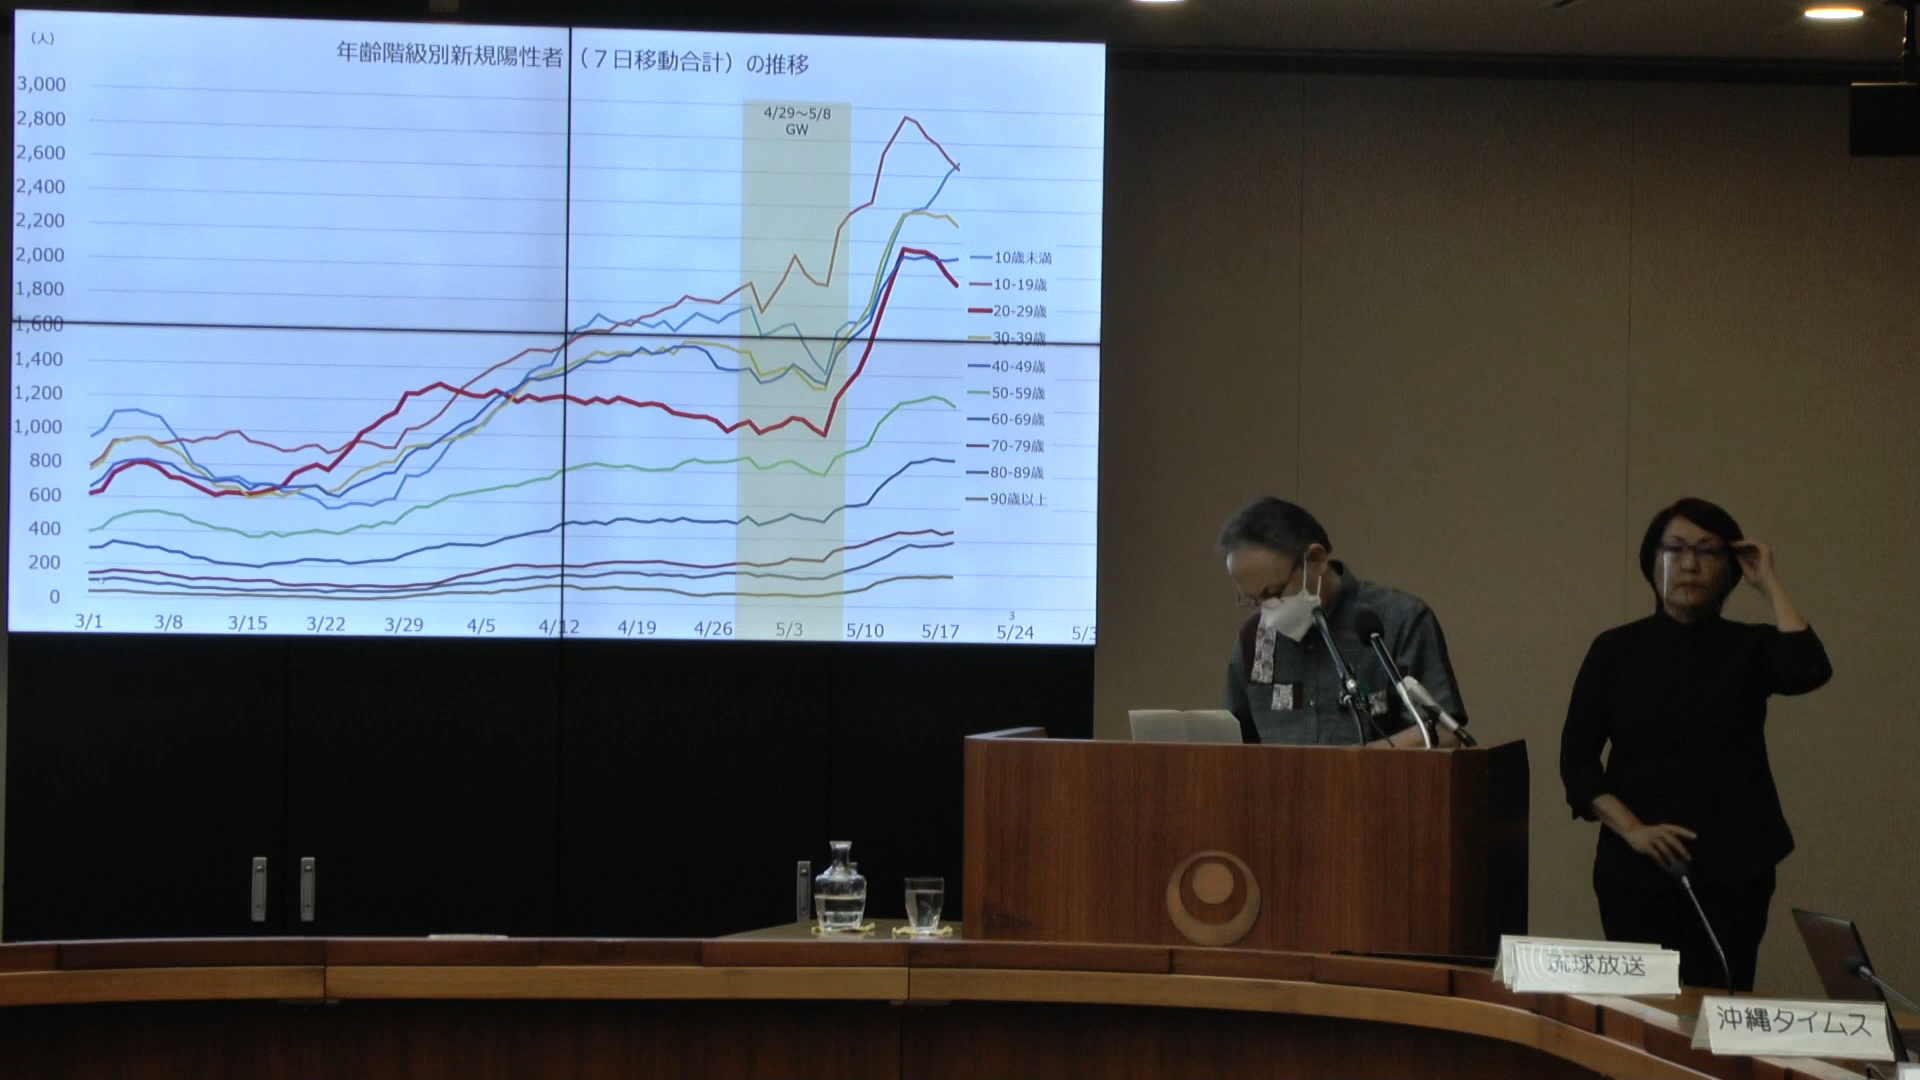 （人）
年齢階級別新規陽性者（７日移動合計）の推移
3,000
2,800
2,600
2,400
2,200
2,000
1,800
1,600
1,400
1,200
1,000
800
600
400
200
0
4/29～5/8
GW
10歳未満
10-19歳
20-29歳
30-39歳
40-49歳
50-59歳
60-69歳
70-79歳
80-89歳
90歳以上
3/1 3/8 3/15 3/22 3/29 4/5 4/12 4/19 4/26 5/3 5/10 5/17 5/24 5/3
3
琉球放送
沖縄タイムス